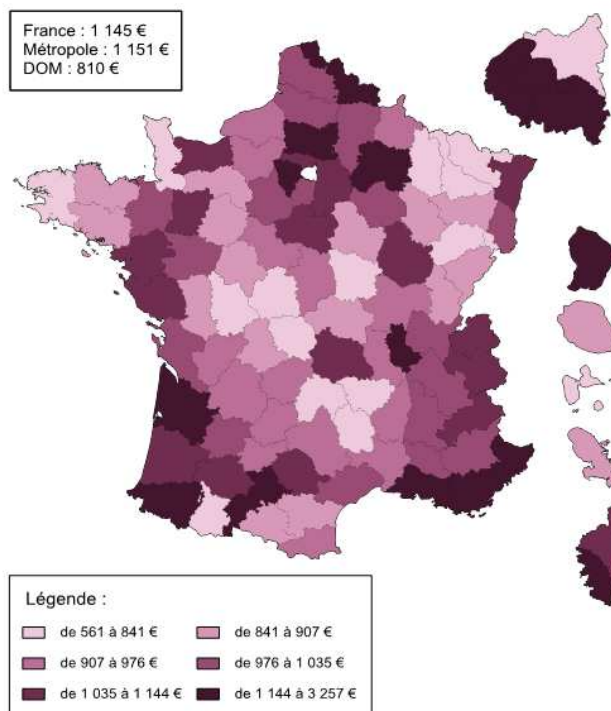 France : 1 145 €
Métropole : 1 151 €
DOM : 810 €
Légende :
de 561 à 841 €
de 841 à 907 €
de 907 à 976 €
de 976 à 1 035 €
de 1 035 à 1 144 €
de 1 144 à 3 257 €